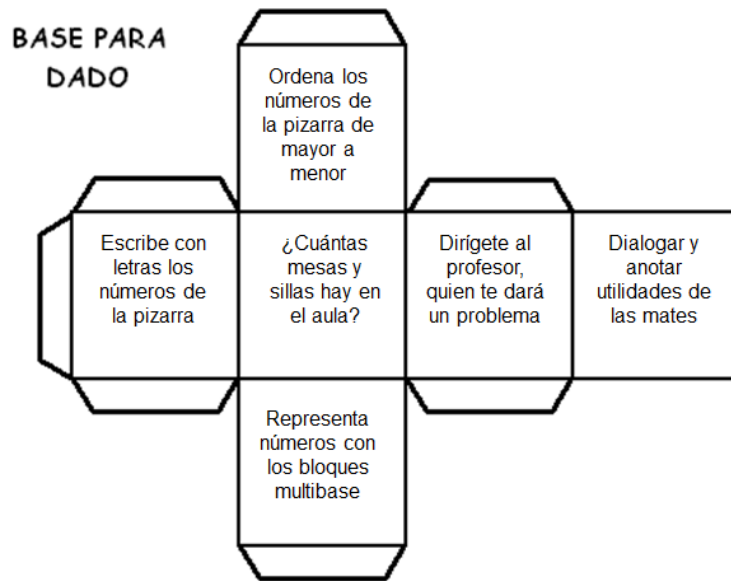 BASE PARA
DADO
Ordena los
números de
la pizarra de
mayor a
menor
Escribe con
letras los
números de
la pizarra
¿Cuántas
mesas y
sillas hay en
el aula?
Dirígete al
profesor,
quien te dará
un problema
Dialogar y
anotar
utilidades de
las mates
Representa
números con
los bloques
multibase